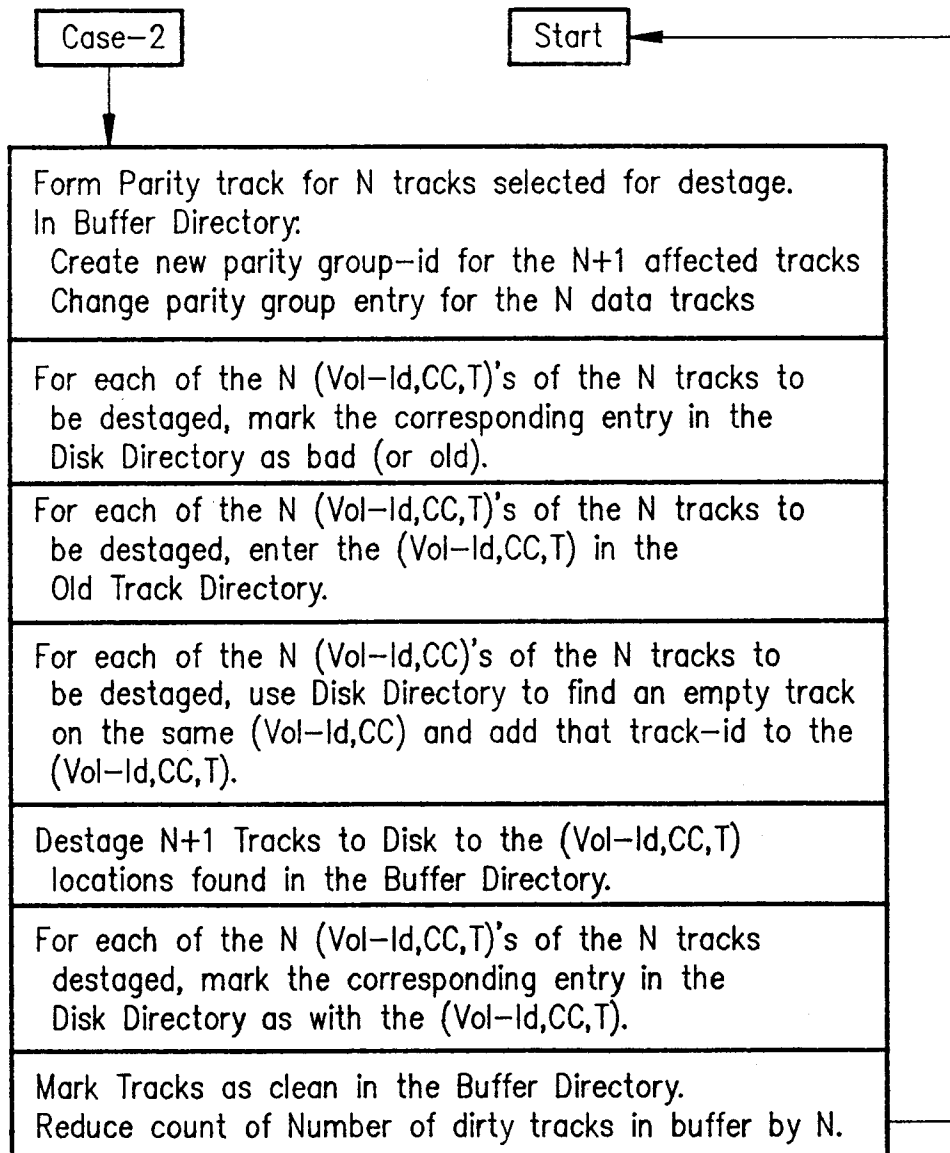 Case-2
Start
Form Parity track for N tracks selected for destage.
In Buffer Directory:
Create new parity group-id for the N+1 affected tracks
Change parity group entry for the N data tracks
For each of the N (Vol-Id,CC,T)'s of the N tracks to
be destaged, mark the corresponding entry in the
Disk Directory as bad (or old).
For each of the N (Vol-Id,CC,T)'s of the N tracks to
be destaged, enter the (Vol-Id,CC,T) in the
Old Track Directory.
For each of the N (Vol-Id,CC)'s of the N tracks to
be destaged, use Disk Directory to find an empty track
on the same (Vol-Id,CC) and add that track-id to the
(Vol-Id,CC,T).
Destage N+1 Tracks to Disk to the (Vol-Id,CC,T)
locations found in the Buffer Directory.
For each of the N (Vol-Id,CC,T)'s of the N tracks
destaged, mark the corresponding entry in the
Disk Directory as with the (Vol-Id,CC,T).
Mark Tracks as clean in the Buffer Directory.
Reduce count of Number of dirty tracks in buffer by N.